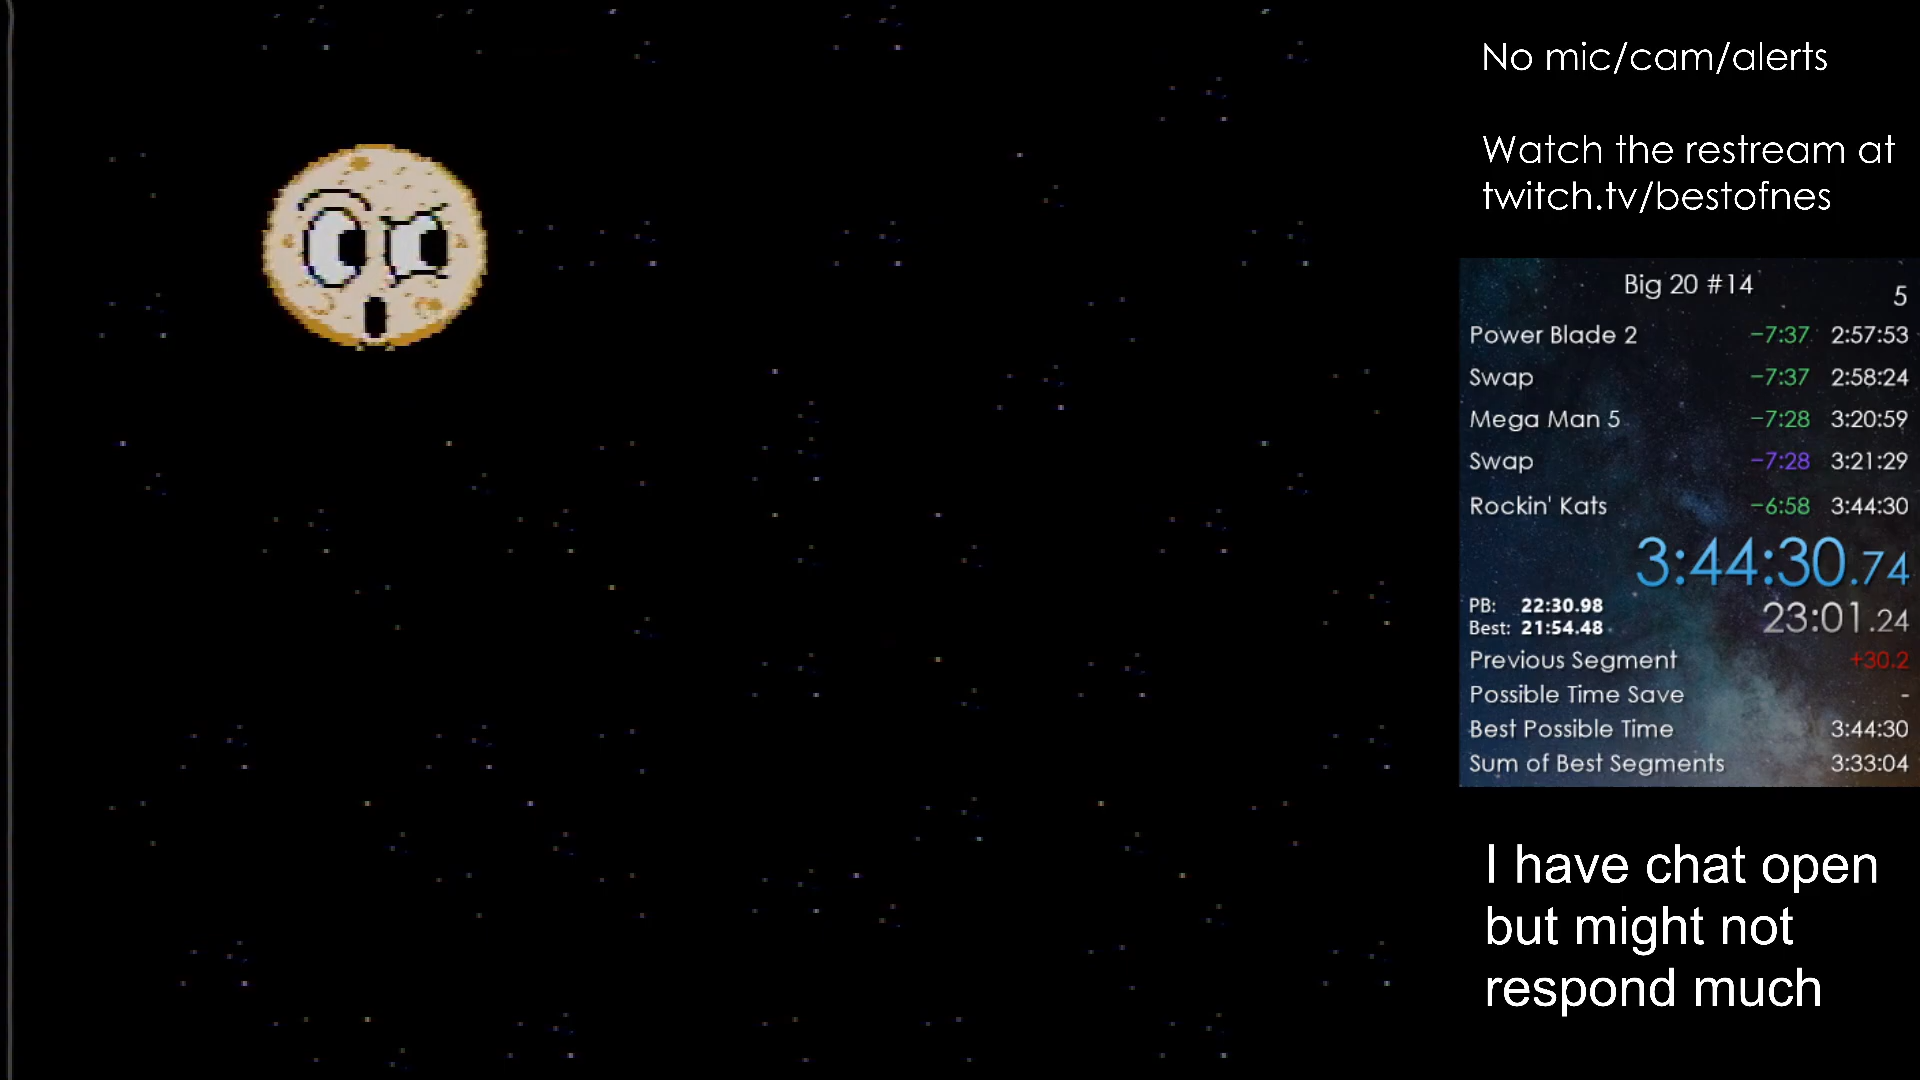 No mic/cam/alerts
Watch the restream at
twitch.tv/bestofnes
Big 20 #14
5
Power Blade 2 -7:37 2:57:53
Swap -7:37 2:58:24
Mega Man 5 -7:28 3:20:59
Swap -7:28 3:21:29
Rockin' Kats -6:58 3:44:30
3:44:30.74
PB: 22:30.98
23:01.24
Best: 21:54.48
Previous Segment +30.2
Possible Time Save -
Best Possible Time 3:44:30
Sum of Best Segments 3:33:04
I have chat open
but might not
respond much